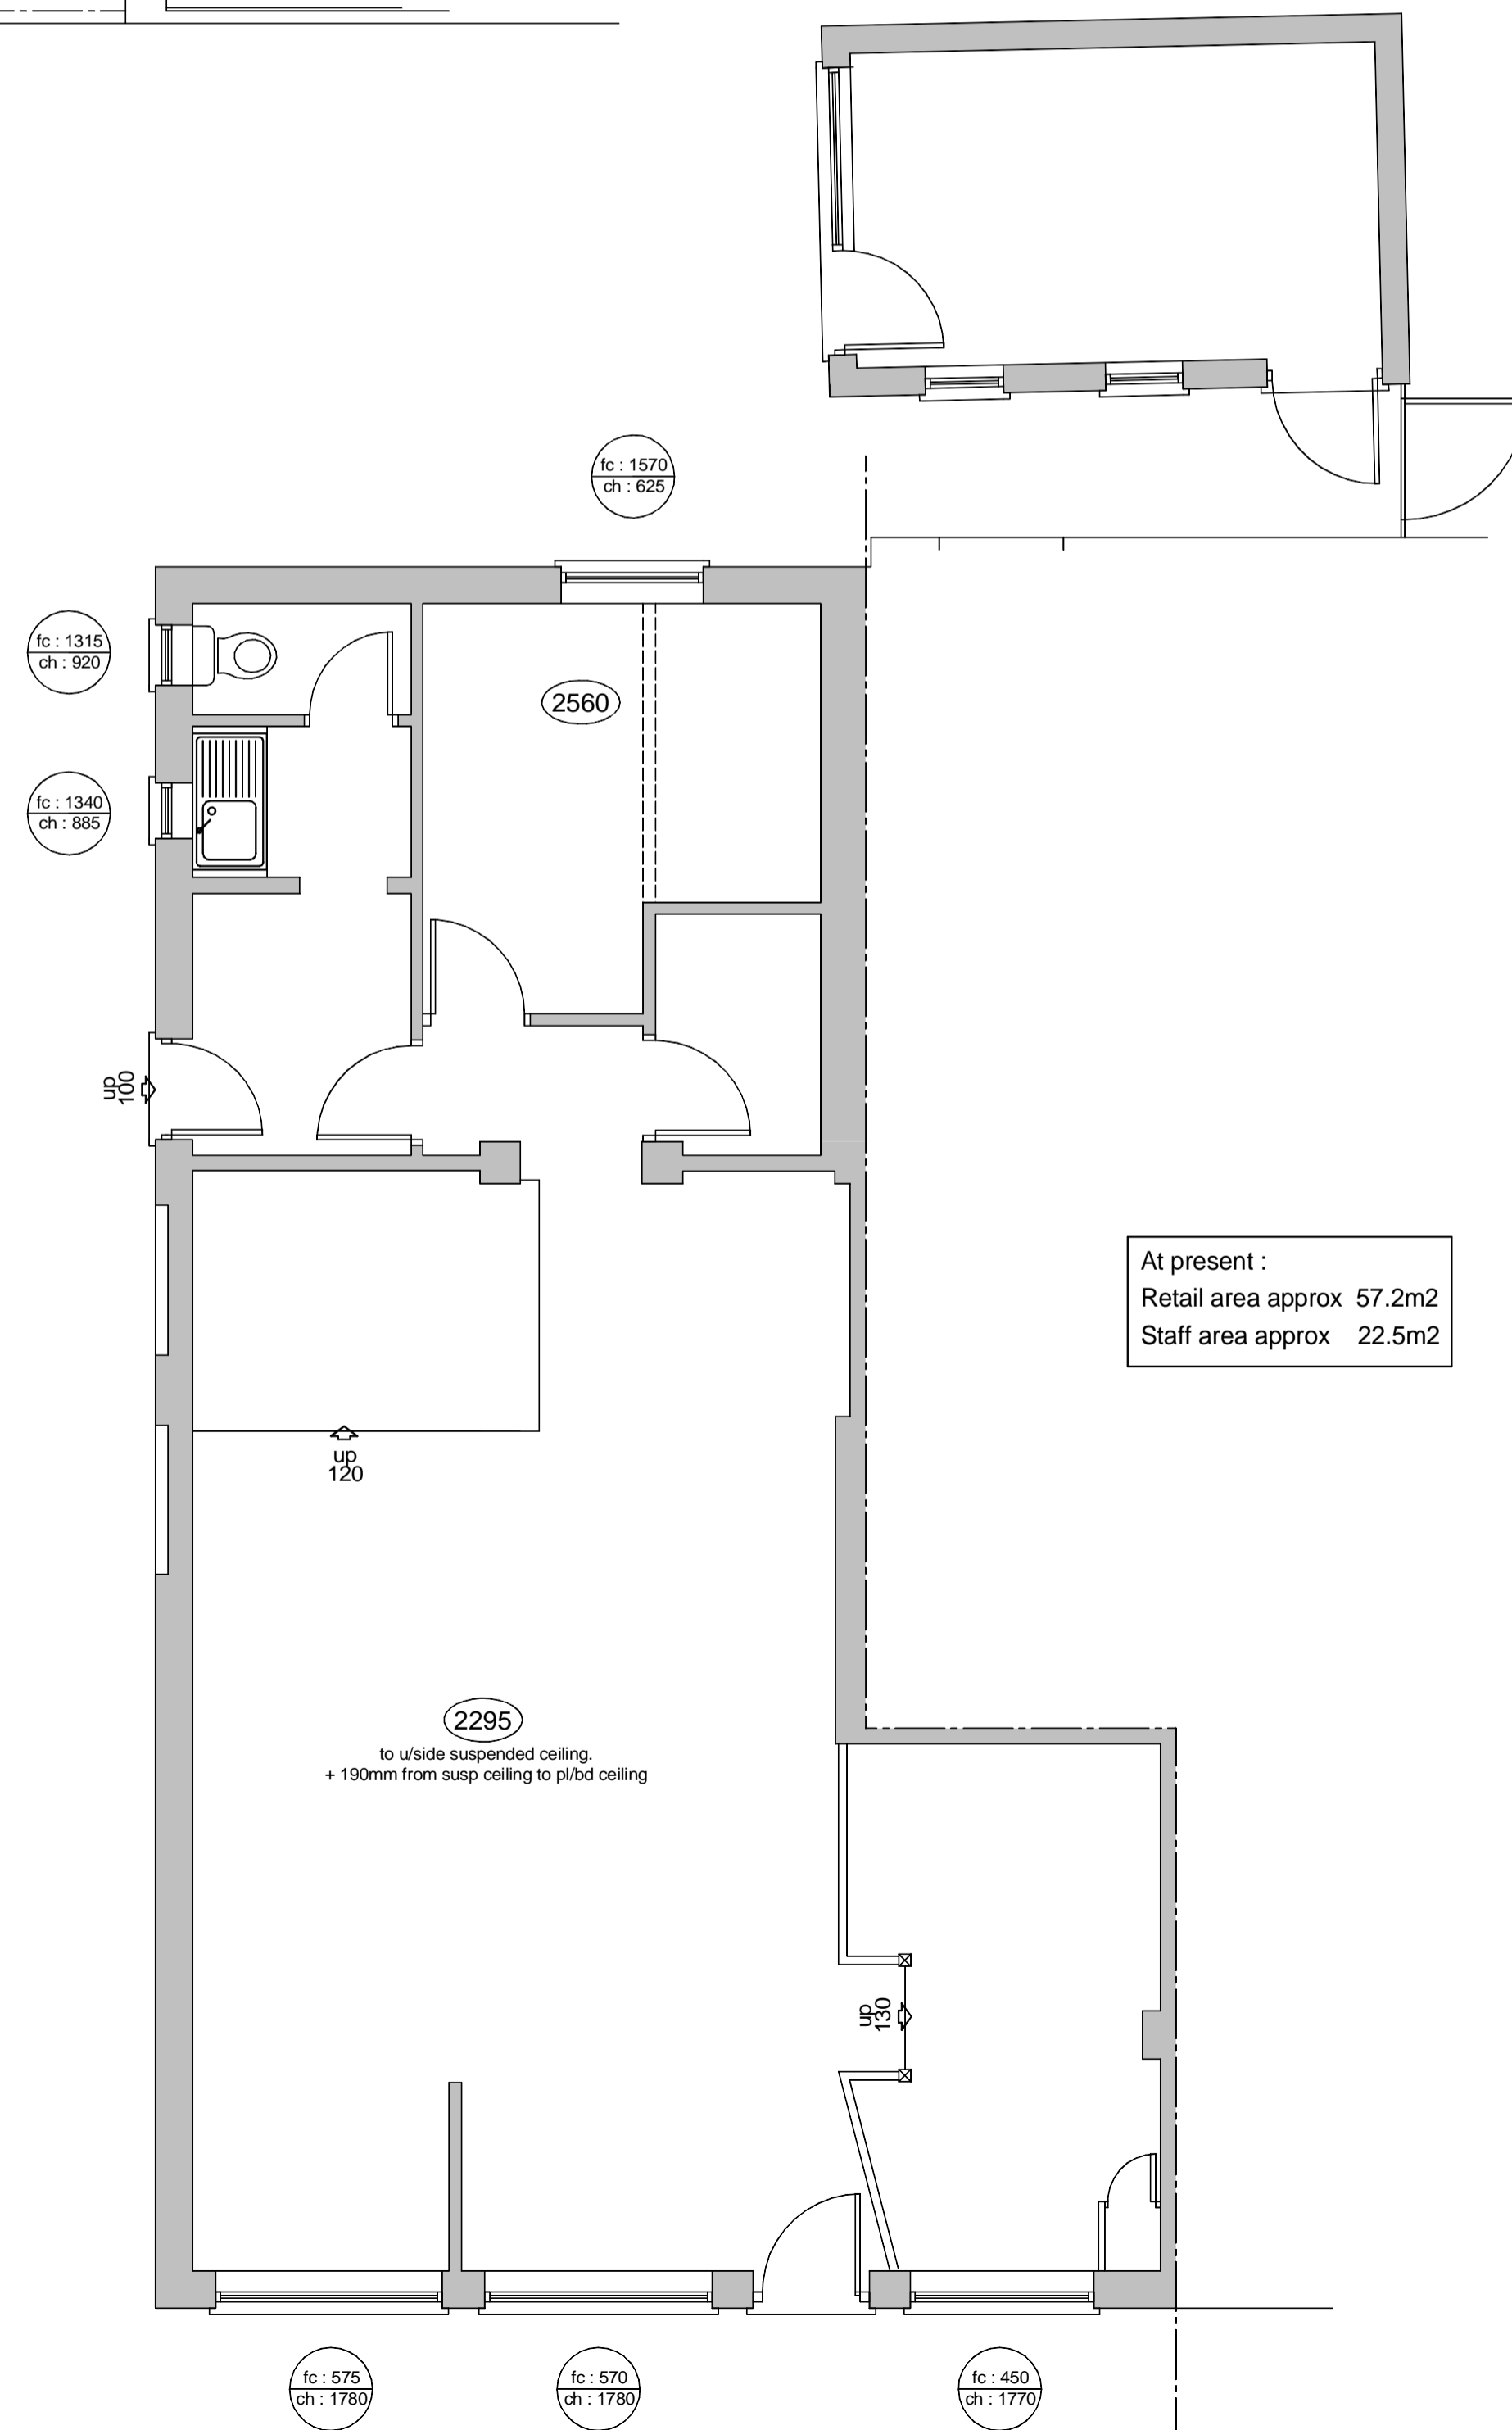 fc : 1570
ch : 625
fc : 1315
ch : 920
2560
fc : 1340
ch : 885
up
100
At present :
Retail area approx 57.2m2
Staff area approx 22.5m2
up
120
2295
to u/side suspended ceiling.
+ 190mm from susp ceiling to pl/bd ceiling
up
130
fc : 575
ch : 1780
fc : 570
ch : 1780
fc : 450
ch : 1770